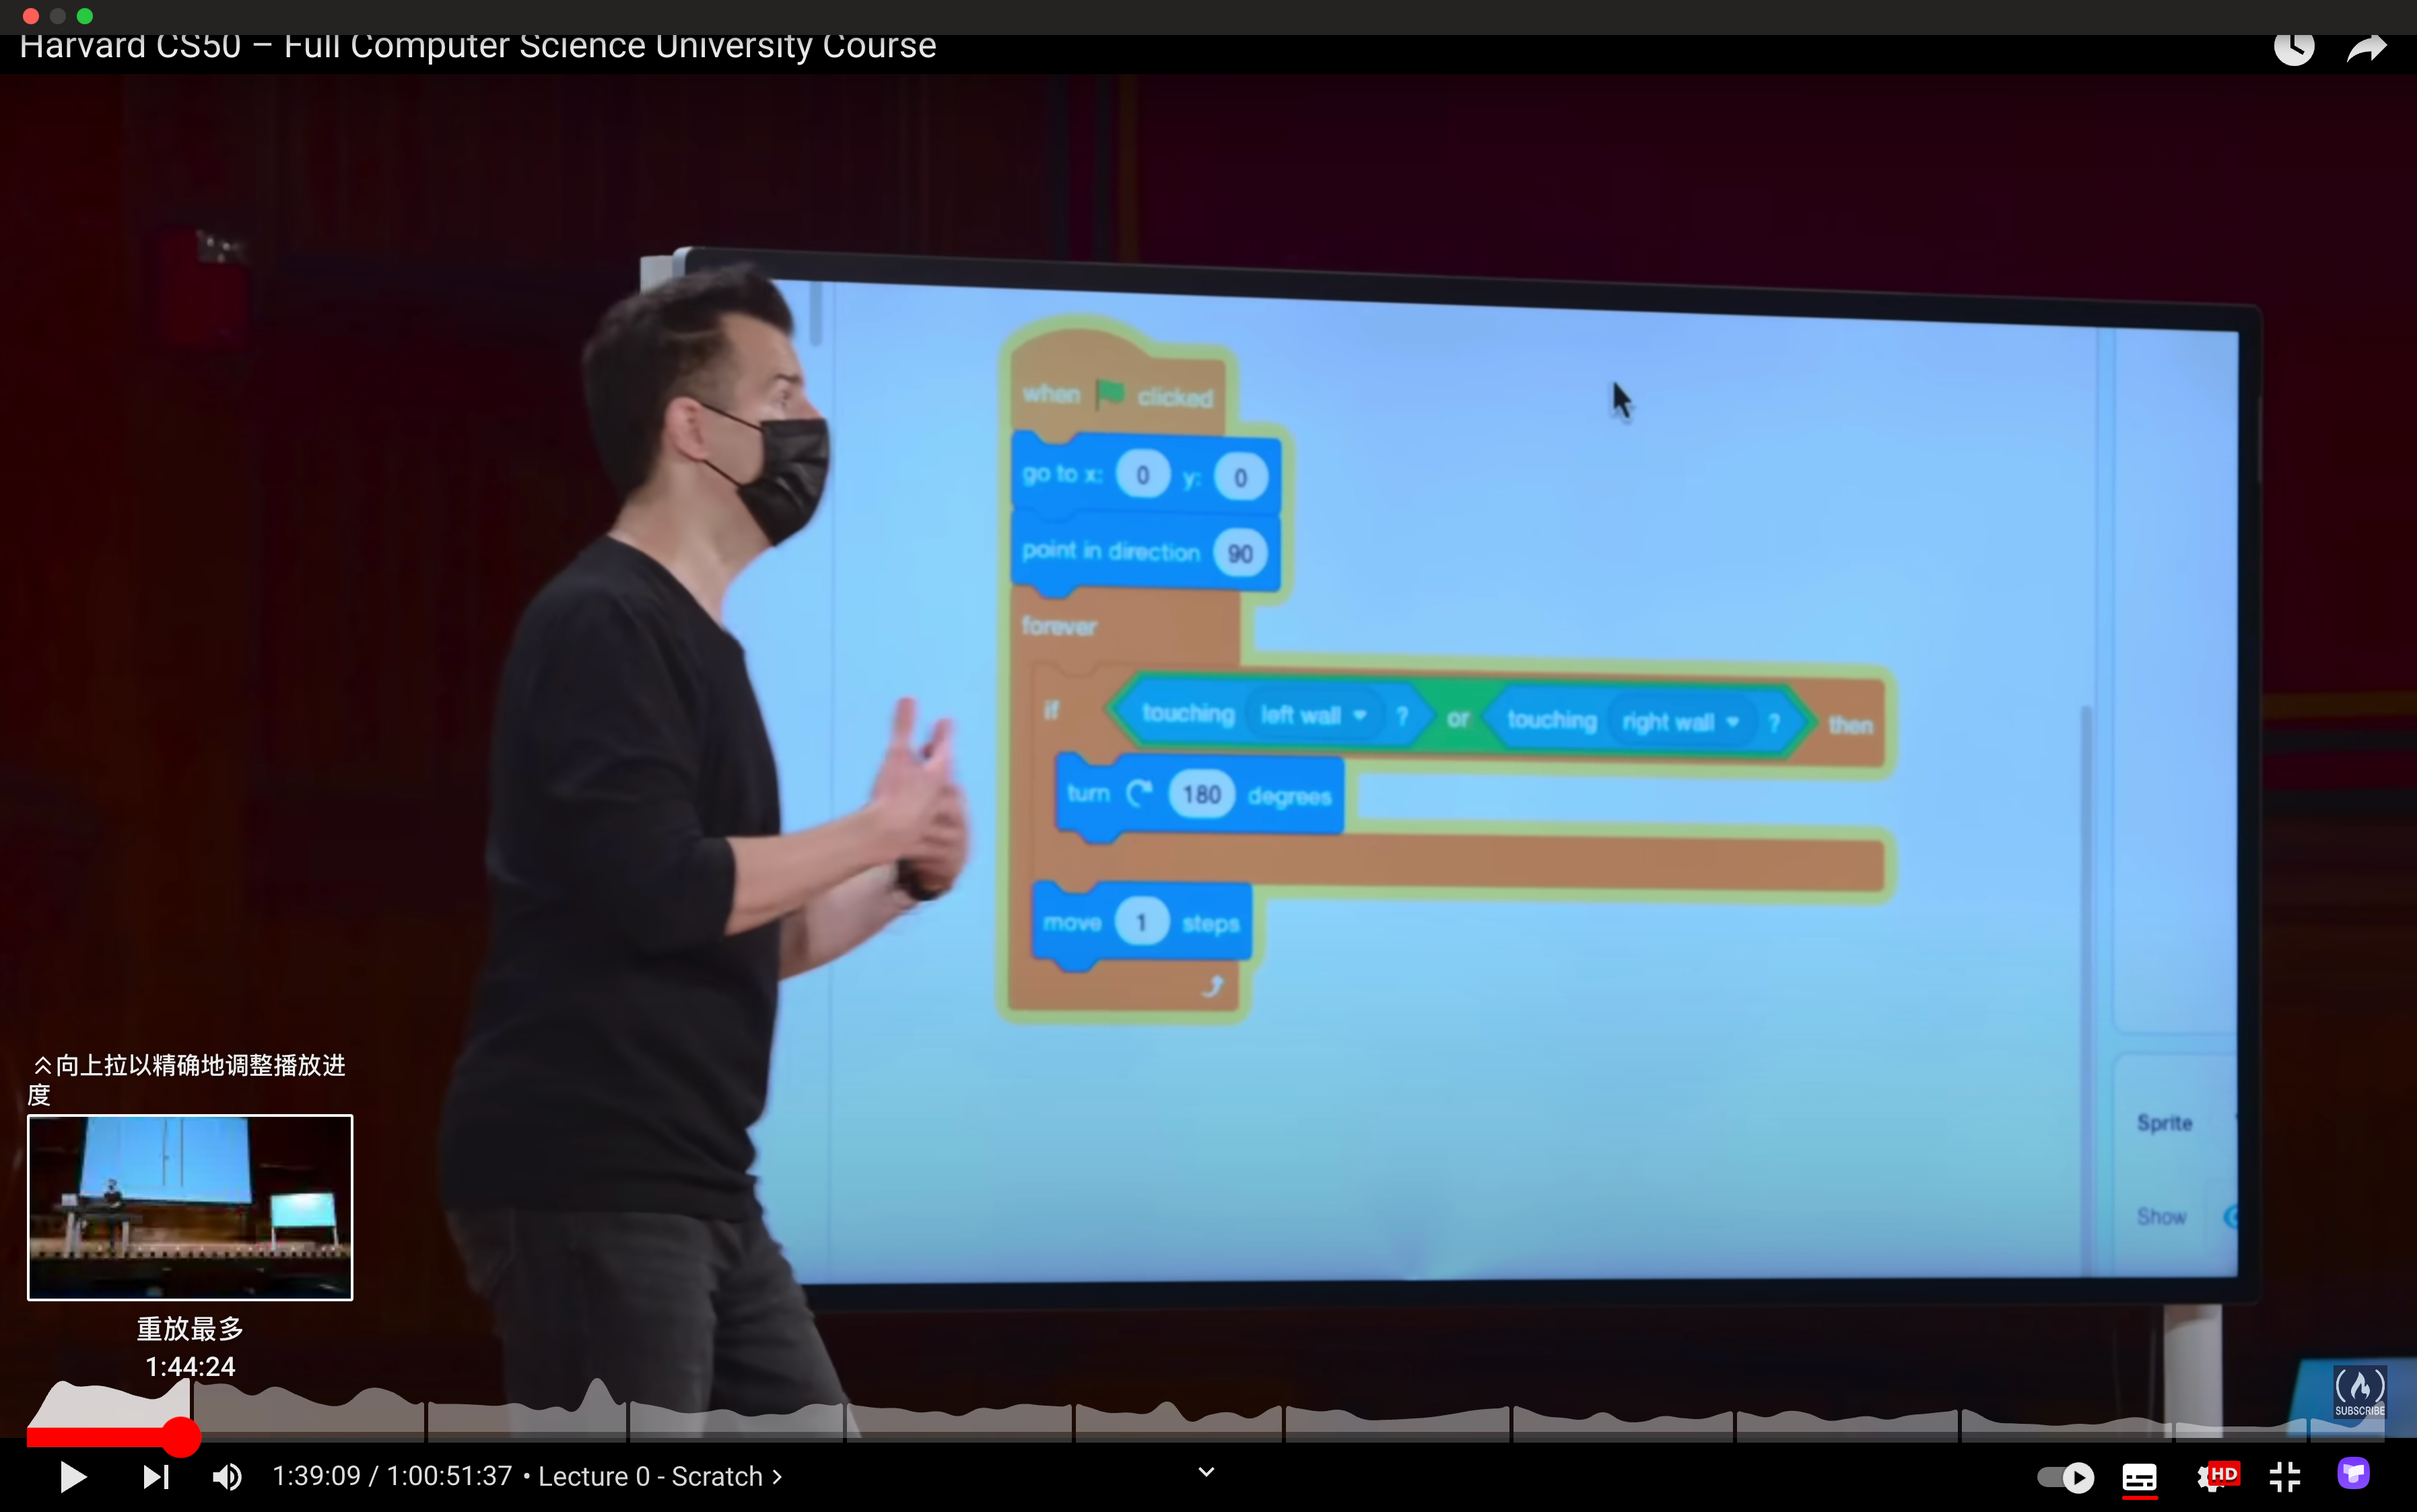 Harvard CS50 – Full Computer Science University Course
when clicked
go to x: 0 y: 0
point in direction 90
forever
if touching left wall ? or touching right wall ? then
turn 180 degrees
move 1 steps
Sprite
Show
向上拉以精确地调整播放进
度
重放最多
1:44:24
SUBSCRIBE
1:39:09 / 1:00:51:37 • Lecture 0 - Scratch
HD